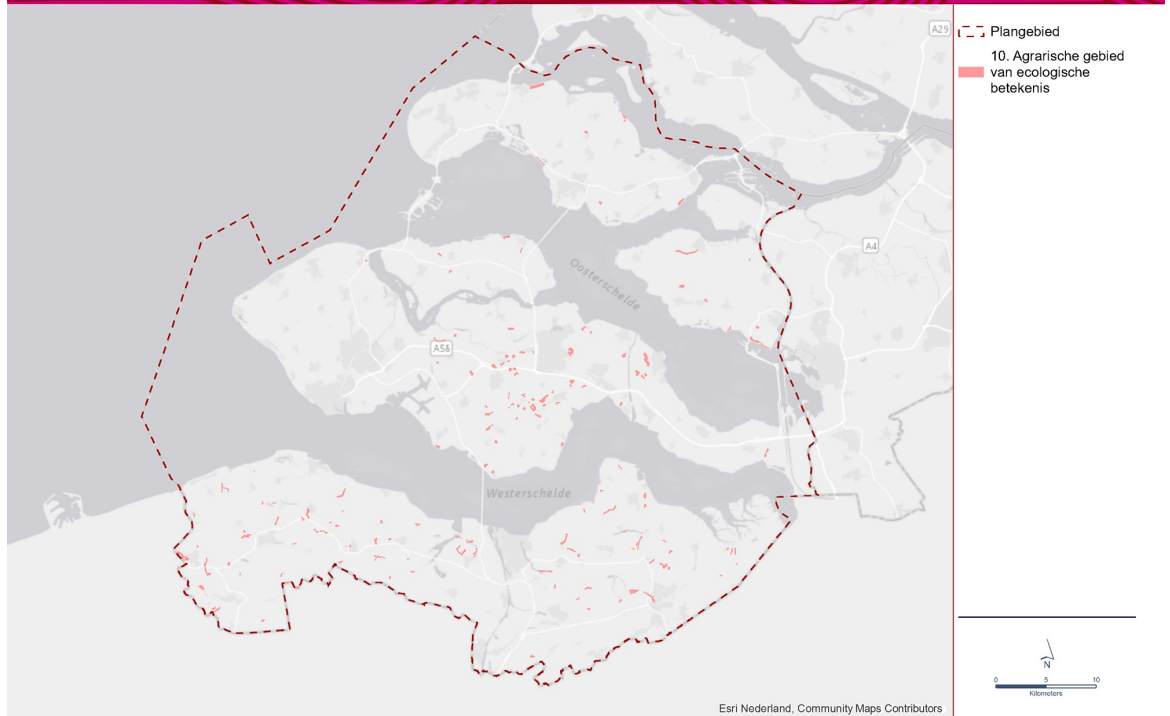 A29
Plangebied
10. Agrarische gebied
van ecologische
betekenis
A4
Oosterschelde
A58
Westerschelde
N
0 5 10
Kilometers
Esri Nederland, Community Maps Contributors